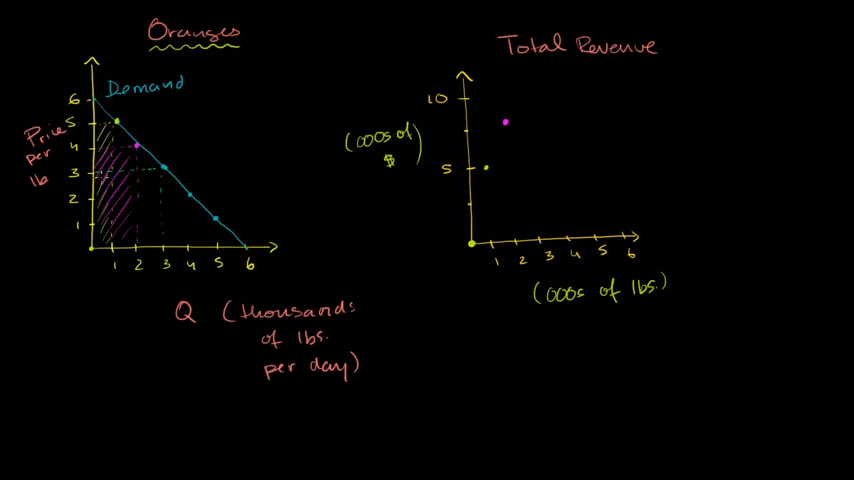 Oranges
Total Revenue
Demand
Price
per
lb
6
5
4
3
2
1
1 2 3 4 5 6
Q (thousands
of lbs.
per day)
(000s of
$)
10
5
1 2 3 4 5 6
(000s of lbs.)